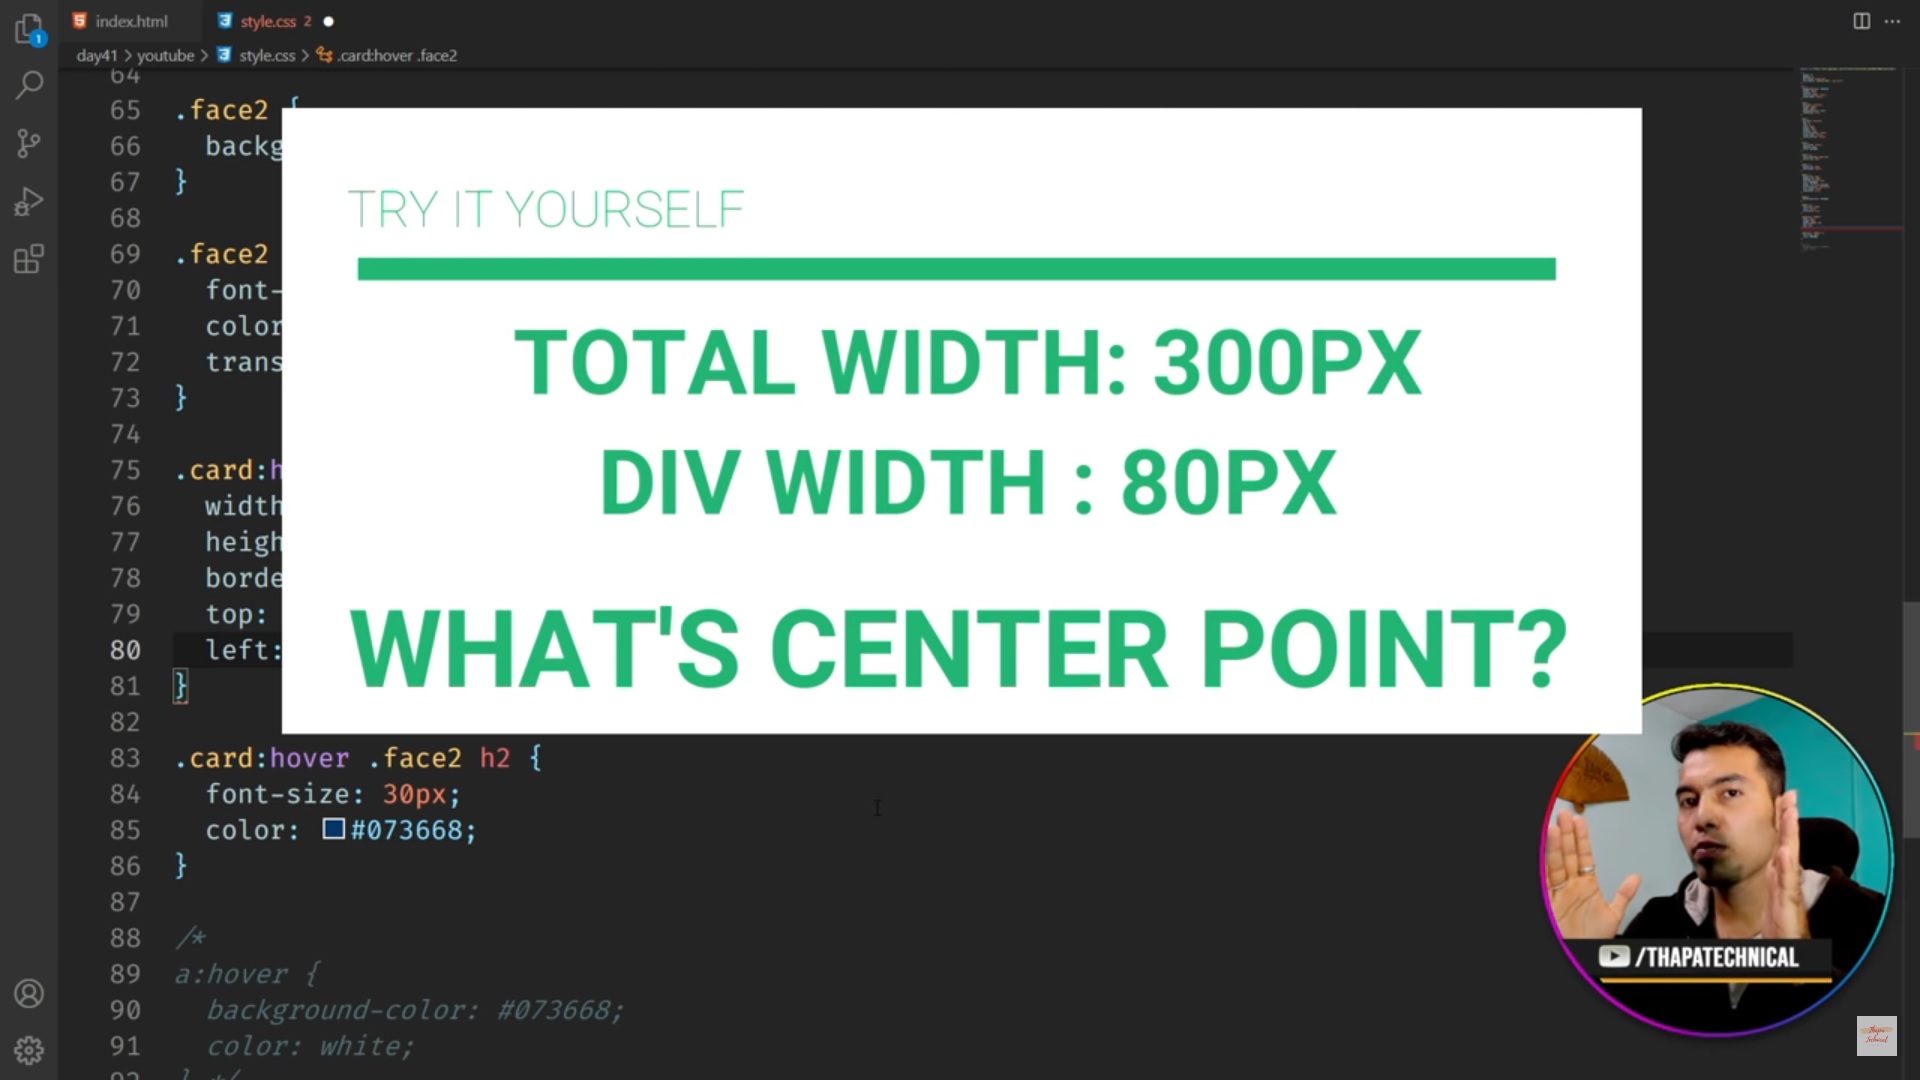 index.html
style.css 2
day41 > youtube > style.css > .card:hover .face2
64
65 .face2 {
66 backg
67 }
68
69 .face2
70 font-
71 color
72 trans
73 }
74
75 .card:h
76 width
77 heigh
78 borde
79 top:
80 left:
81 }
82
83 .card:hover .face2 h2 {
84 font-size: 30px;
85 color: #073668;
86 }
87
88 /*
89 a:hover {
90 background-color: #073668;
91 color: white;
92 } */
TRY IT YOURSELF
TOTAL WIDTH: 300PX
DIV WIDTH : 80PX
WHAT'S CENTER POINT?
/THAPATECHNICAL
1